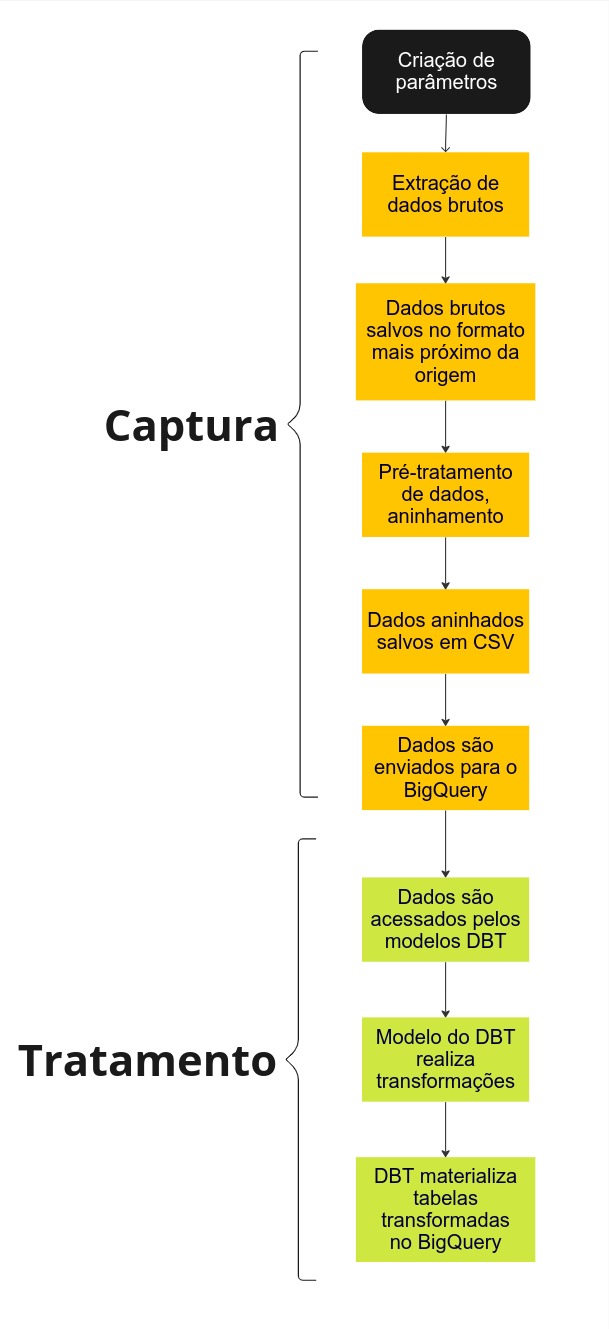 Criação de
parâmetros
Extração de
dados brutos
Dados brutos
salvos no formato
mais próximo da
origem
Captura
Pré-tratamento
de dados,
aninhamento
Dados aninhados
salvos em CSV
Dados são
enviados para o
BigQuery
Dados são
acessados pelos
modelos DBT
Tratamento
Modelo do DBT
realiza
transformações
DBT materializa
tabelas
transformadas
no BigQuery